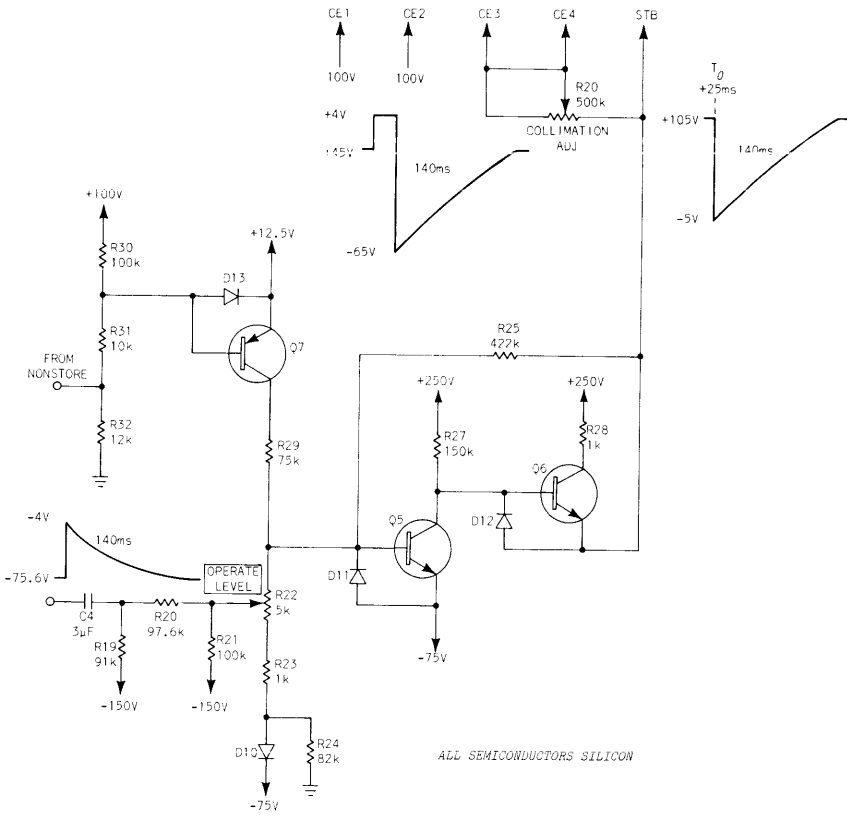 CE1
CE2
CE3
CE4
STB
100V
100V
R20
500k
COLLIMATION
ADJ
T0
+25ms
+4V
+105V
140ms
140ms
-5V
-65V
+100V
+12.5V
R30
100k
D13
Q7
R31
10k
FROM
NONSTORE
R32
12k
R29
75k
R25
422k
+250V
+250V
R27
150k
R28
1k
Q6
Q5
D12
D11
-75V
-4V
140ms
-75.6V
OPERATE
LEVEL
R22
5k
C4
3µF
R20
97.6k
R19
91k
R21
100k
-150V
-150V
R23
1k
D10
R24
82k
-75V
ALL SEMICONDUCTORS SILICON